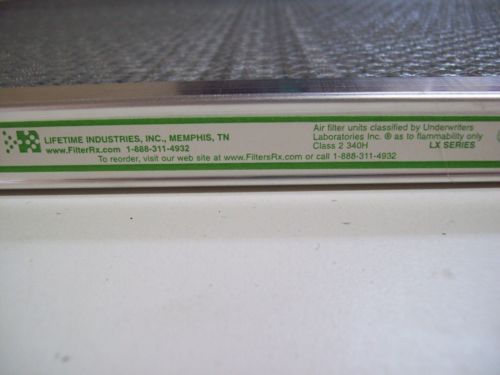 LIFETIME INDUSTRIES, INC., MEMPHIS, TN
www.FilterRx.com 1-888-311-4932
To reorder, visit our web site at www.FiltersRx.com or call 1-888-311-4932
Air filter units classified by Underwriters
Laboratories Inc. ® as to flammability only
Class 2 340H LX SERIES